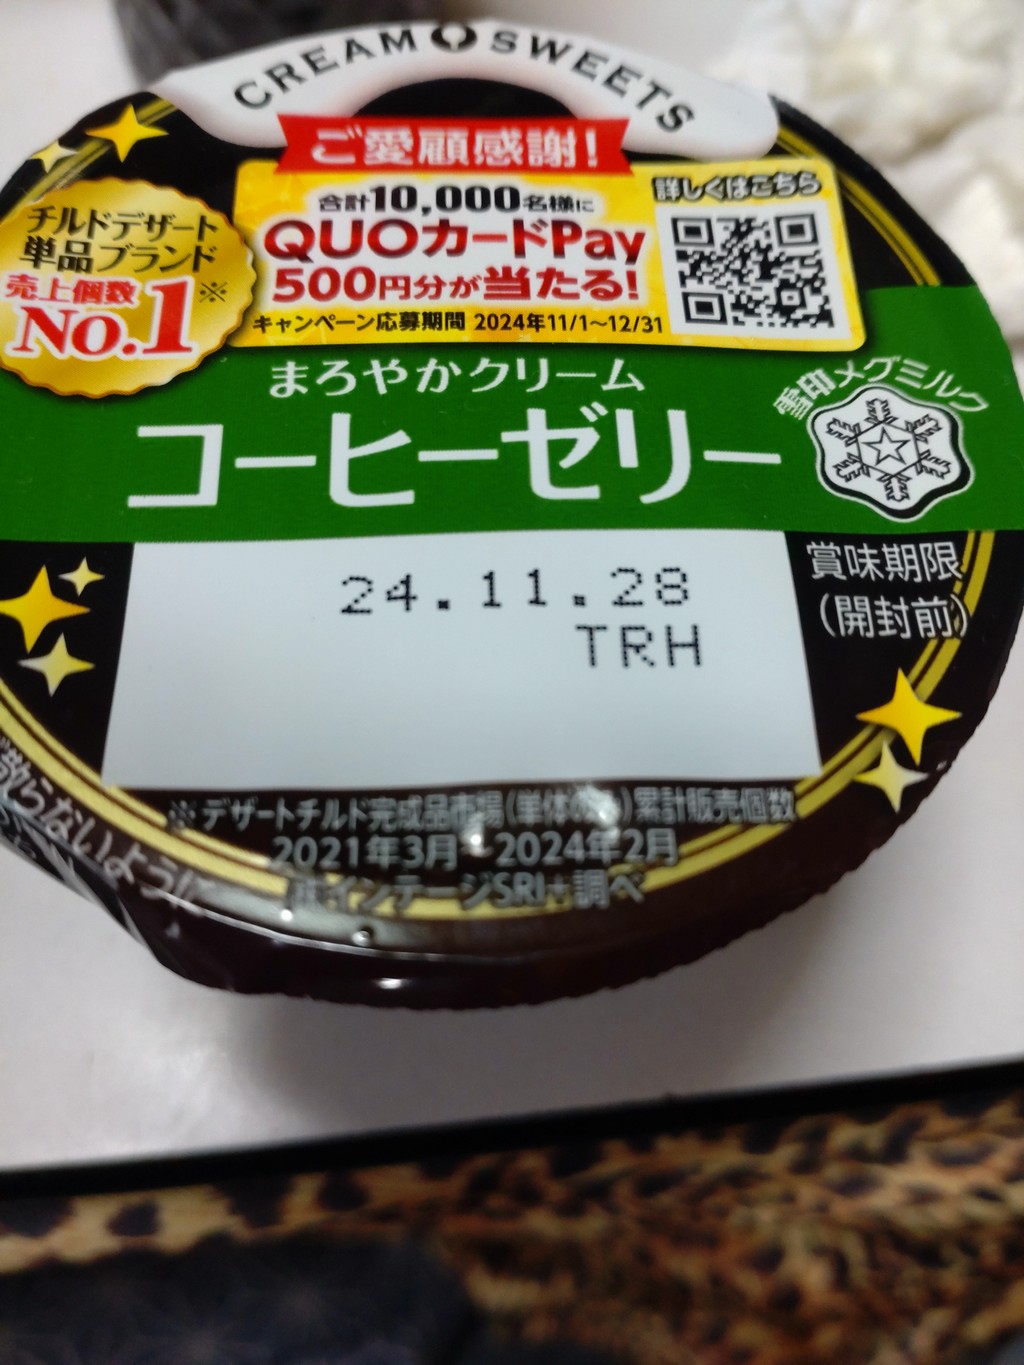 CREAM SWEETS
ご愛顧感謝!
合計10,000名様に
QUOカードPay
500円分が当たる!
キャンペーン応募期間 2024年11/1~12/31
詳しくはこちら
チルドデザート
単品ブランド
売上個数
No.1※
まろやかクリーム
コーヒーゼリー
雪印メグミルク
24.11.28
TRH
賞味期限
(開封前)
※デザートチルド完成品市場(単体のみ)累計販売個数
2021年3月 2024年2月
インテージSRI+調べ
散らないように